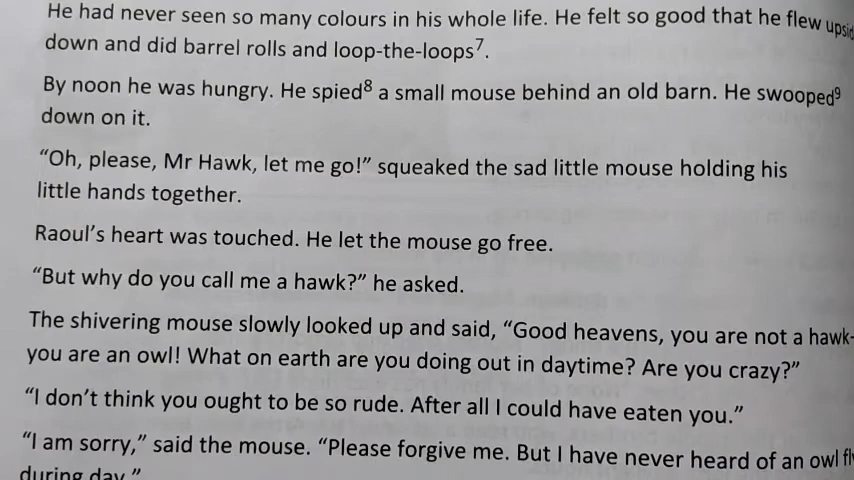 He had never seen so many colours in his whole life. He felt so good that he flew
down and did barrel rolls and loop-the-loops⁷.
By noon he was hungry. He spied⁸ a small mouse behind an old barn. He swooped⁹
down on it.
“Oh, please, Mr Hawk, let me go!” squeaked the sad little mouse holding his
little hands together.
Raoul’s heart was touched. He let the mouse go free.
“But why do you call me a hawk?” he asked.
The shivering mouse slowly looked up and said, “Good heavens, you are not a hawk-
you are an owl! What on earth are you doing out in daytime? Are you crazy?”
“I don’t think you ought to be so rude. After all I could have eaten you.”
“I am sorry,” said the mouse. “Please forgive me. But I have never heard of an owl
during day.”